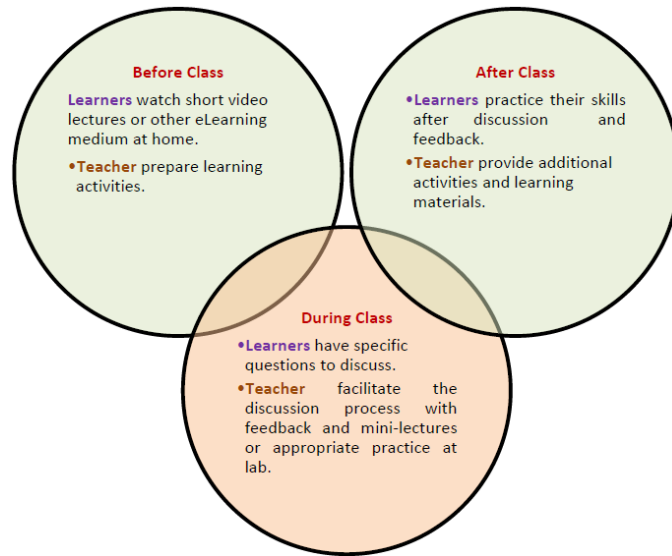 Before Class
Learners watch short video
lectures or other eLearning
medium at home.
•Teacher prepare learning
activities.
After Class
•Learners practice their skills
after discussion and
feedback.
•Teacher provide additional
activities and learning
materials.
During Class
•Learners have specific
questions to discuss.
•Teacher facilitate the
discussion process with
feedback and mini-lectures
or appropriate practice at
lab.